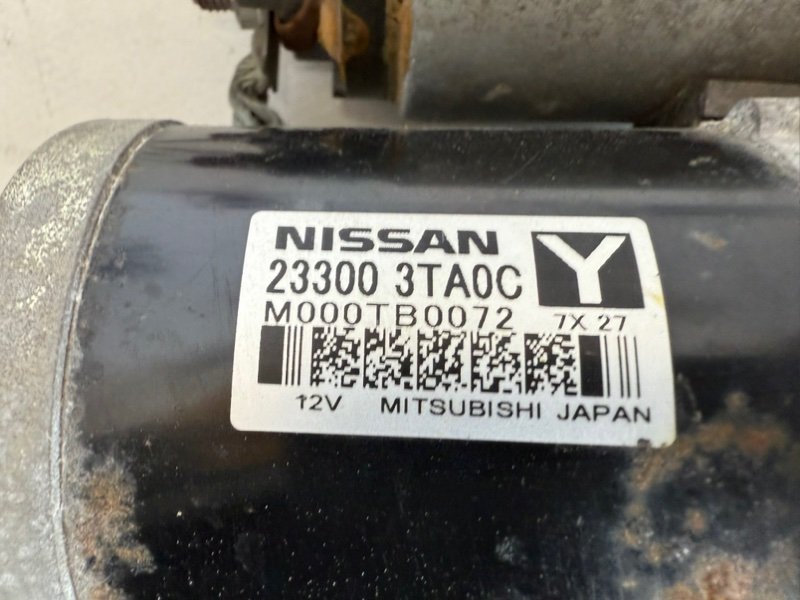 NISSAN
23300 3TA0C
Y
M000TB0072 7X 27
12V MITSUBISHI JAPAN